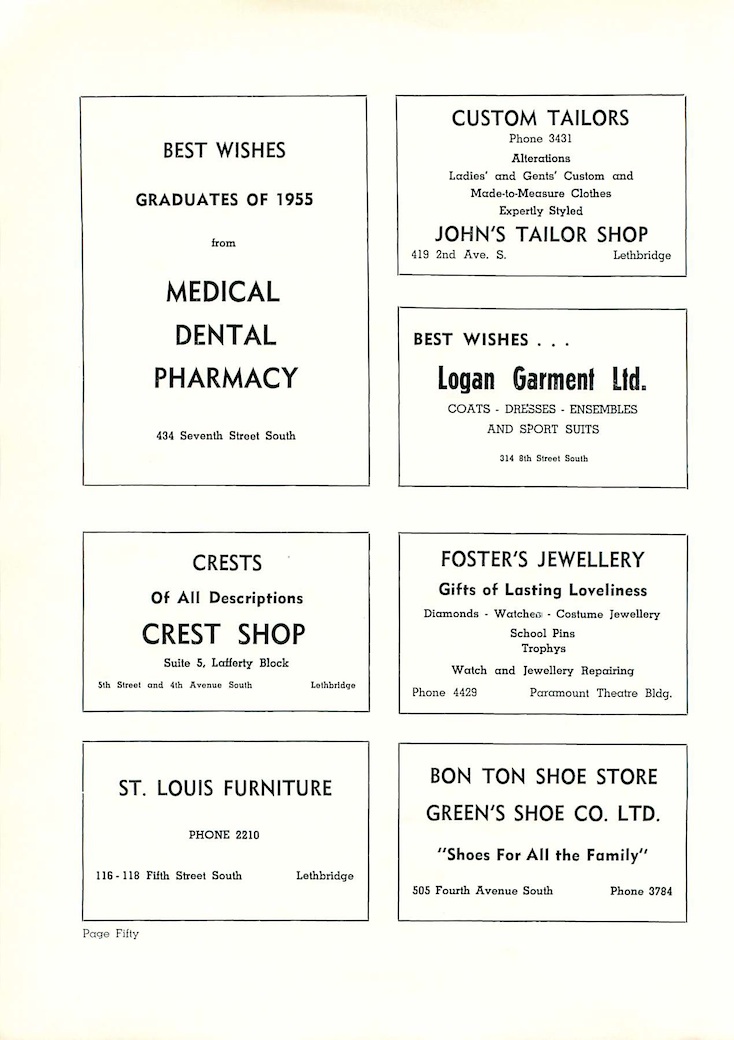 BEST WISHES
GRADUATES OF 1955
from
MEDICAL
DENTAL
PHARMACY
434 Seventh Street South
CUSTOM TAILORS
Phone 3431
Alterations
Ladies' and Gents' Custom and
Made-to-Measure Clothes
Expertly Styled
JOHN'S TAILOR SHOP
419 2nd Ave. S. Lethbridge
BEST WISHES . . .
Logan Garment Ltd.
COATS - DRESSES - ENSEMBLES
AND SPORT SUITS
314 8th Street South
CRESTS
Of All Descriptions
CREST SHOP
Suite 5, Lafferty Block
5th Street and 4th Avenue South Lethbridge
FOSTER'S JEWELLERY
Gifts of Lasting Loveliness
Diamonds - Watches - Costume Jewellery
School Pins
Trophys
Watch and Jewellery Repairing
Phone 4429 Paramount Theatre Bldg.
ST. LOUIS FURNITURE
PHONE 2210
116-118 Fifth Street South Lethbridge
BON TON SHOE STORE
GREEN'S SHOE CO. LTD.
"Shoes For All the Family"
505 Fourth Avenue South Phone 3784
Page Fifty